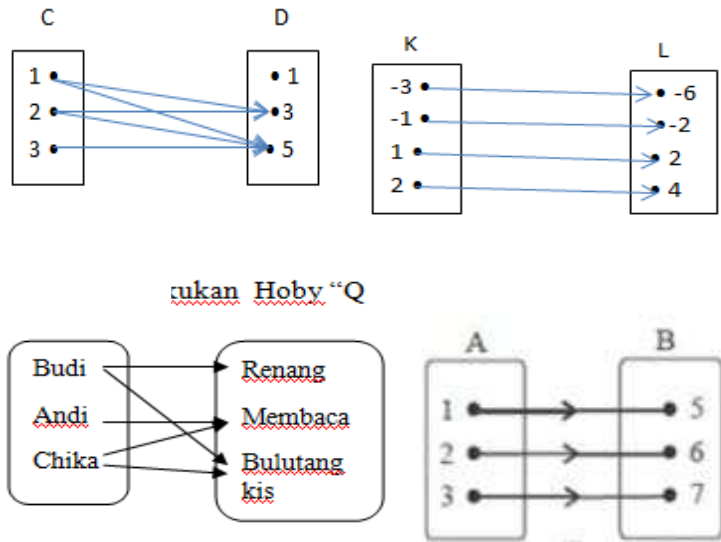 C D
1 1
2 3
3 5
K L
-3 -6
-1 -2
1 2
2 4
kukan Hoby “Q
Budi Renang
Andi Membaca
Chika Bulutang
kis
A B
1 5
2 6
3 7